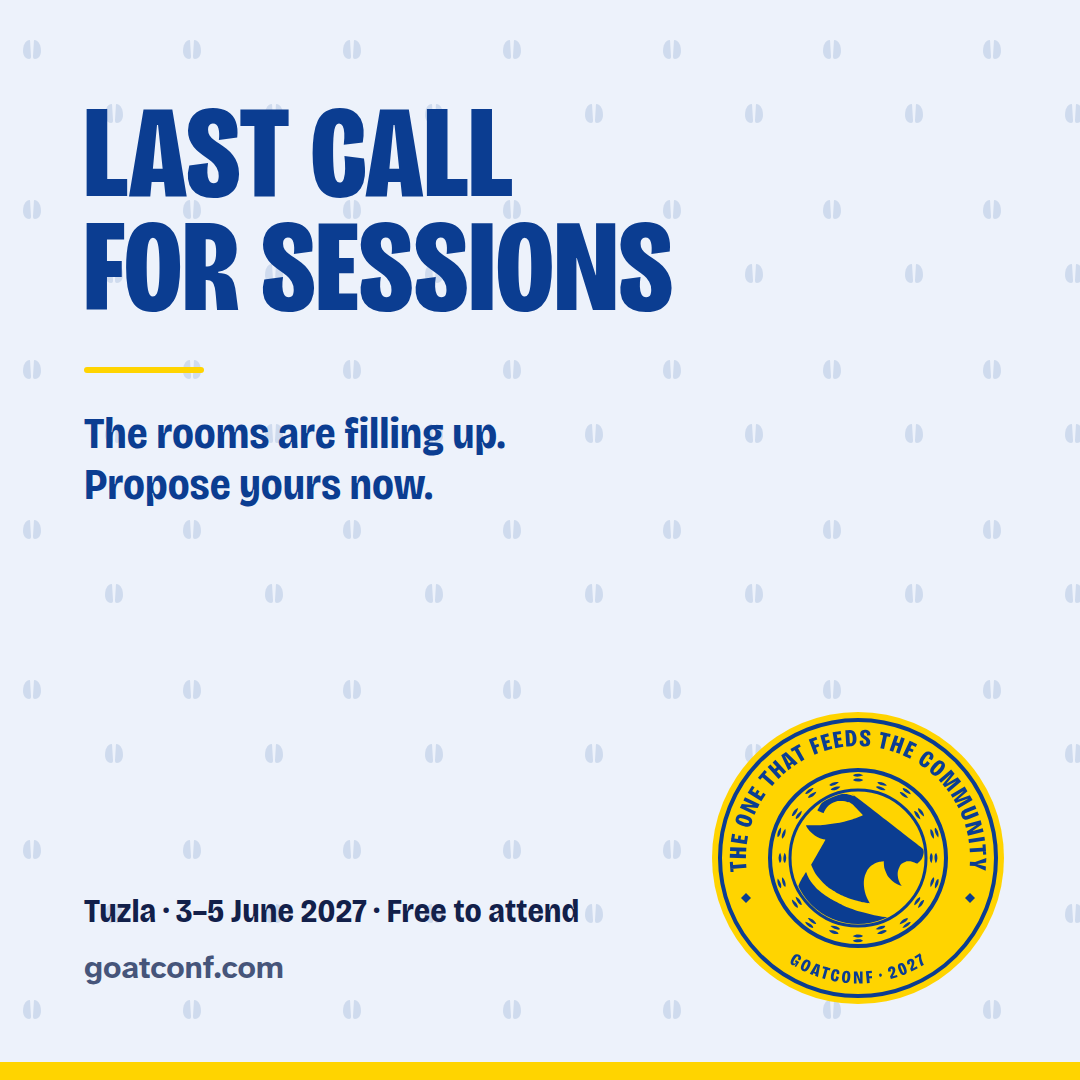 LAST CALL
FOR SESSIONS
The rooms are filling up.
Propose yours now.
Tuzla · 3–5 June 2027 · Free to attend
goatconf.com
THE ONE THAT FEEDS THE COMMUNITY
GOATCONF · 2027